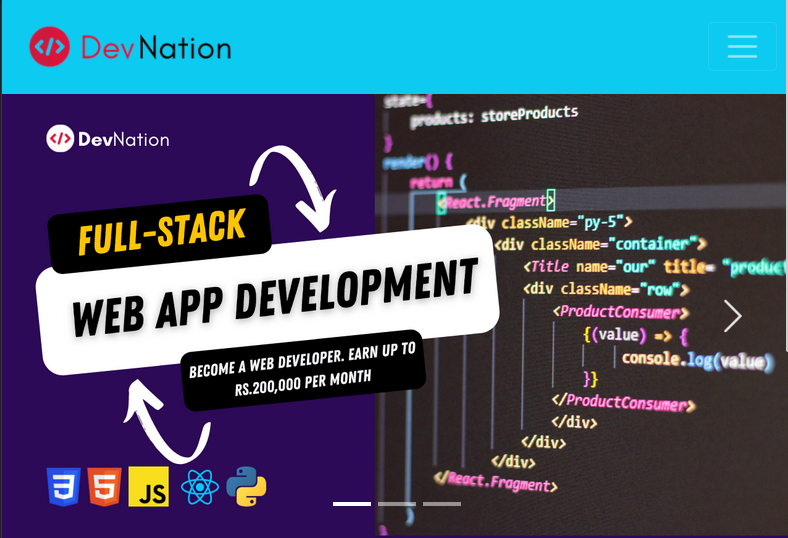 DevNation
DevNation
FULL-STACK
WEB APP DEVELOPMENT
BECOME A WEB DEVELOPER. EARN UP TO
RS.200,000 PER MONTH
3
5
JS
state={
products: storeProducts
}
render() {
return (
<React.Fragment>
<div className="py-5">
<div className="container">
<Title name="our" title= "product
<div className="row">
<ProductConsumer>
{(value) => {
console.log(value)
}}
</ProductConsumer>
</div>
</div>
</div>
</React.Fragment>
)
}